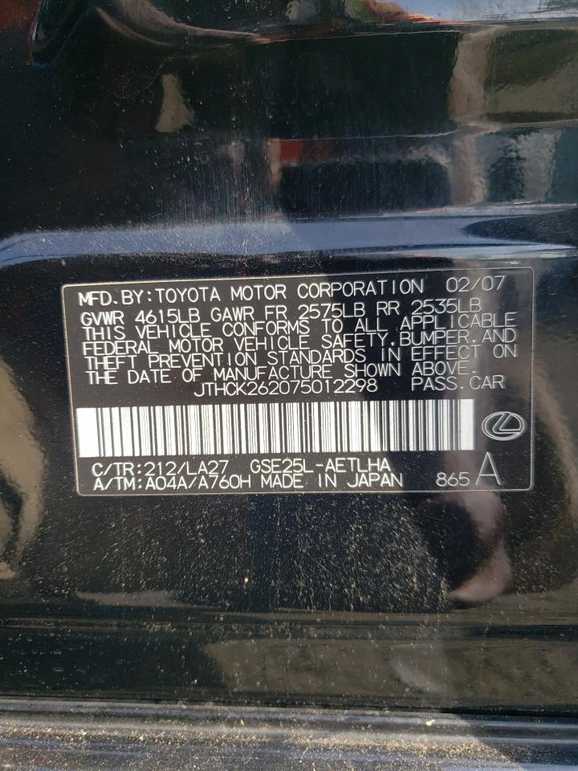 MFD.BY:TOYOTA MOTOR CORPORATION 02/07
GVWR 4615LB GAWR FR 2575LB RR 2535LB
THIS VEHICLE CONFORMS TO ALL APPLICABLE
FEDERAL MOTOR VEHICLE SAFETY,BUMPER,AND
THEFT PREVENTION STANDARDS IN EFFECT ON
THE DATE OF MANUFACTURE SHOWN ABOVE.
JTHCK262075012298 PASS.CAR
C/TR:212/LA27 GSE25L-AETLHA
A/TM:A04A/A760H MADE IN JAPAN 865 A